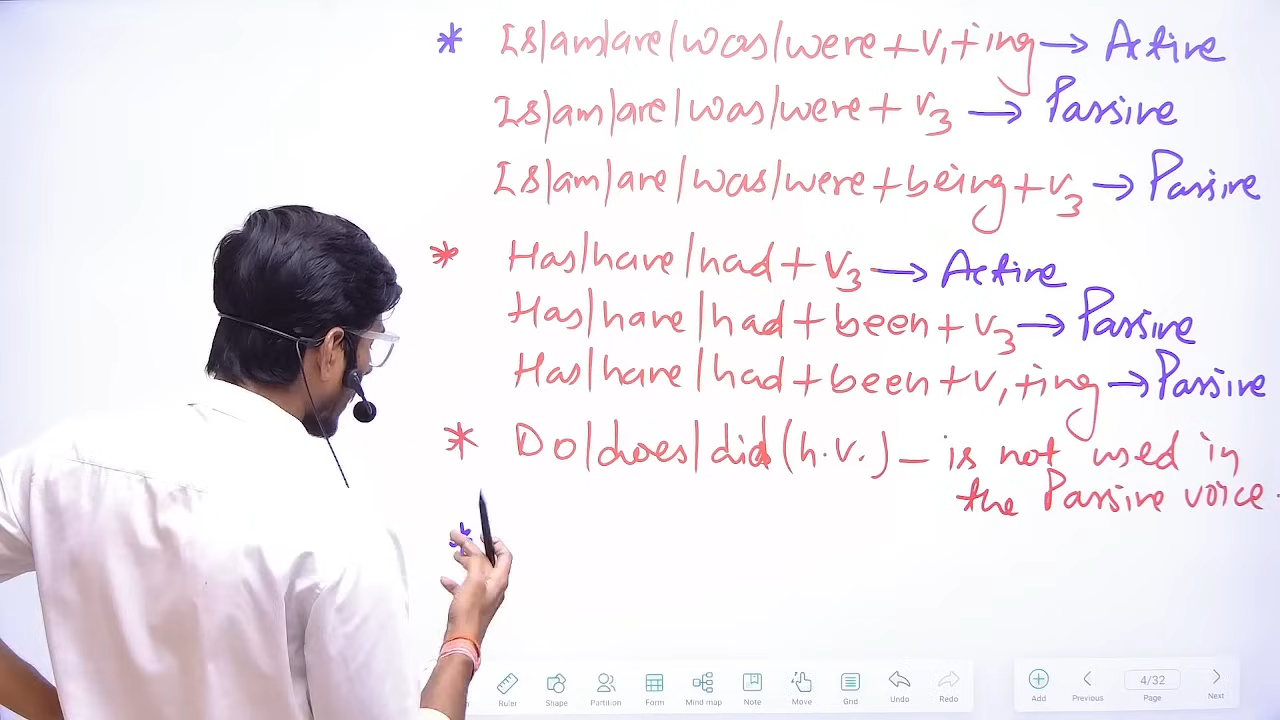 * Is|am|are|was|were + V1 + ing → Active
Is|am|are|was|were + V3 → Passive
Is|am|are|was|were + being + V3 → Passive
* Has|have|had + V3 → Active
Has|have|had + been + V3 → Passive
Has|have|had + been + V1 + ing → Passive
* Do|does|did (h.v.) – is not used in
the Passive voice.
*
Ruler Shape Partition Form Mind map Note Move Grid Undo Redo Add Previous 4/32 Page Next